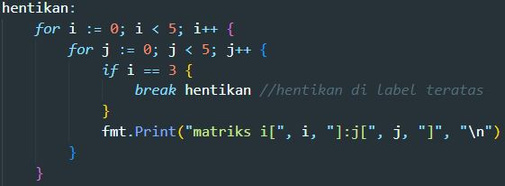 hentikan:
for i := 0; i < 5; i++ {
for j := 0; j < 5; j++ {
if i == 3 {
break hentikan //hentikan di label teratas
}
fmt.Print("matriks i[", i, "]:j[", j, "]", "\n")
}
}